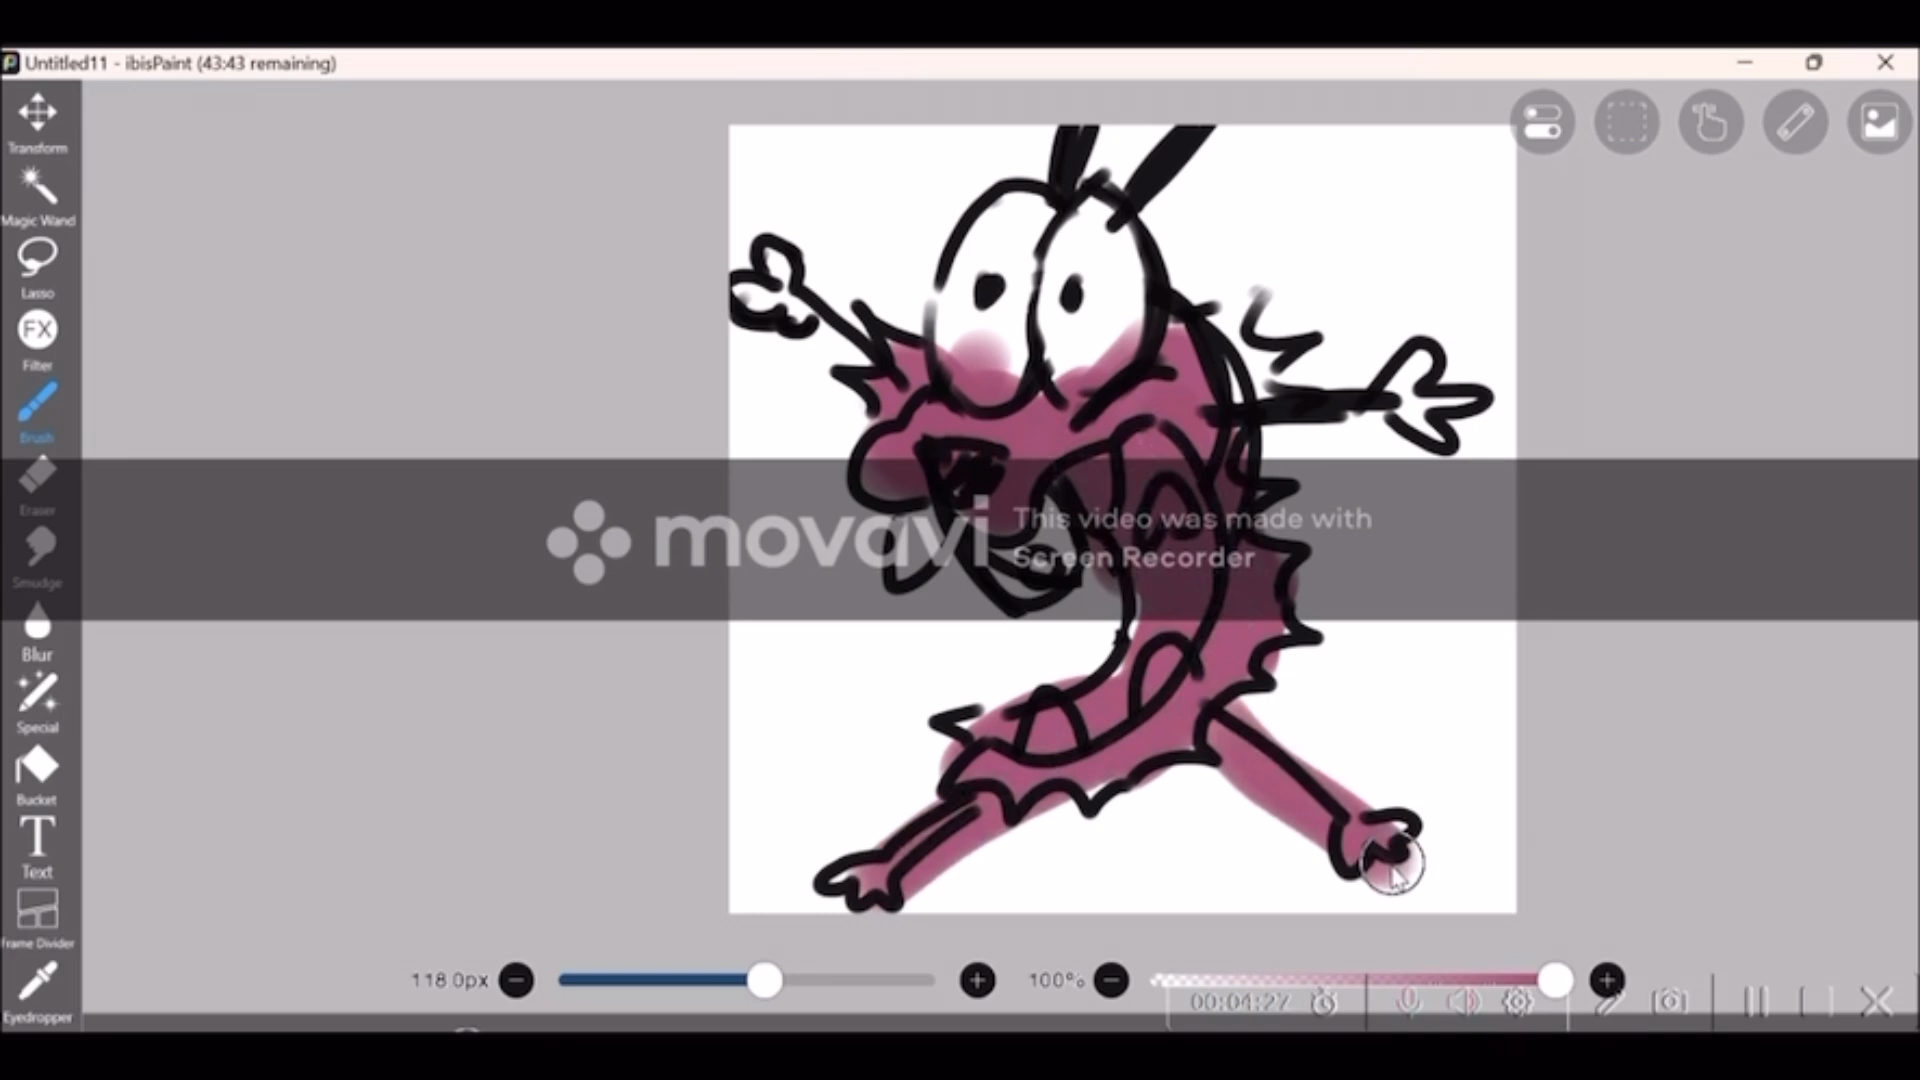 Untitled11 - ibisPaint (43:43 remaining)
Transform
Magic Wand
Lasso
FX
Filter
Brush
Eraser
Smudge
Blur
Special
Bucket
T
Text
Frame Divider
Eyedropper
movavi
This video was made with
Screen Recorder
118.0px
100%
00:04:27